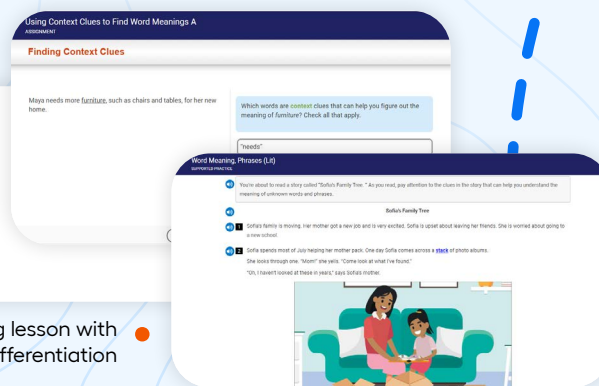 Using Context Clues to Find Word Meanings A
ASSIGNMENT
Finding Context Clues
Maya needs more furniture, such as chairs and tables, for her new
home.
Which words are context clues that can help you figure out the
meaning of furniture? Check all that apply.
"needs"
Word Meaning, Phrases (Lit)
SUPPORTED PRACTICE
You're about to read a story called "Sofia's Family Tree." As you read, pay attention to the clues in the story that can help you understand the
meaning of unknown words and phrases.
Sofia's Family Tree
1 Sofia's family is moving. Her mother got a new job and is very excited. Sofia is upset about leaving her friends. She is worried about going to
a new school.
2 Sofia spends most of July helping her mother pack. One day Sofia comes across a stack of photo albums.
She looks through one. "Mom!" she yells. "Come look at what I've found."
"Oh, I haven't looked at these in years," says Sofia's mother.
lesson with